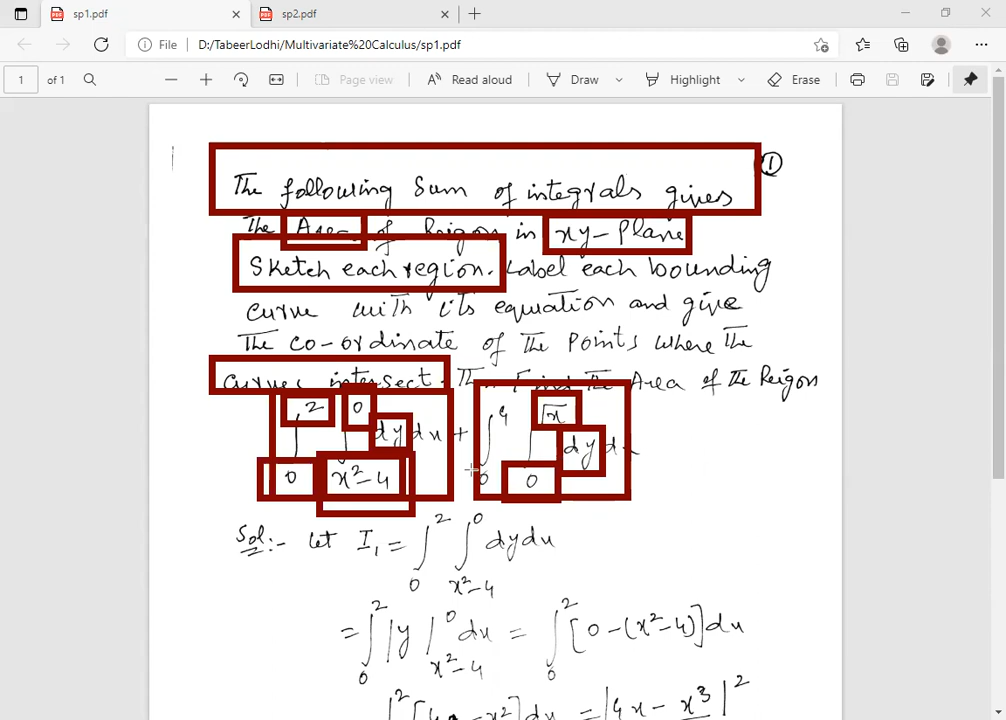 sp1.pdf
sp2.pdf
File
D:/TabeerLodhi/Multivariate%20Calculus/sp1.pdf
1 of 1
Page view
Read aloud
Draw
Highlight
Erase
1
The following Sum of integrals gives
The Area of Reigon in xy-Plane
Sketch each region. Label each bounding
curve with its equation and give
The co-ordinate of The Points where The
curves intersect. Then Find The Area of The Reigon
∫₀² ∫_{x²-4}^0 dy dx + ∫₀⁴ ∫₀^{√x} dy dx
Sol:- let I₁ = ∫₀² ∫_{x²-4}^0 dy dx
= ∫₀² |y|_{x²-4}^0 dx = ∫₀² [0-(x²-4)] dx